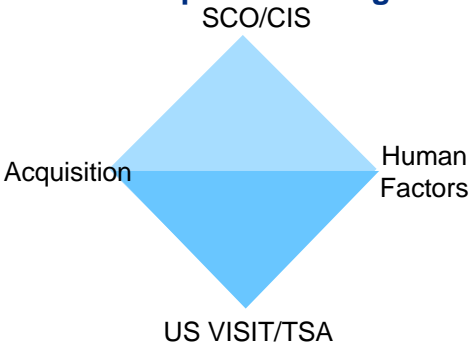 SCO/CIS
Acquisition
Human
Factors
US VISIT/TSA